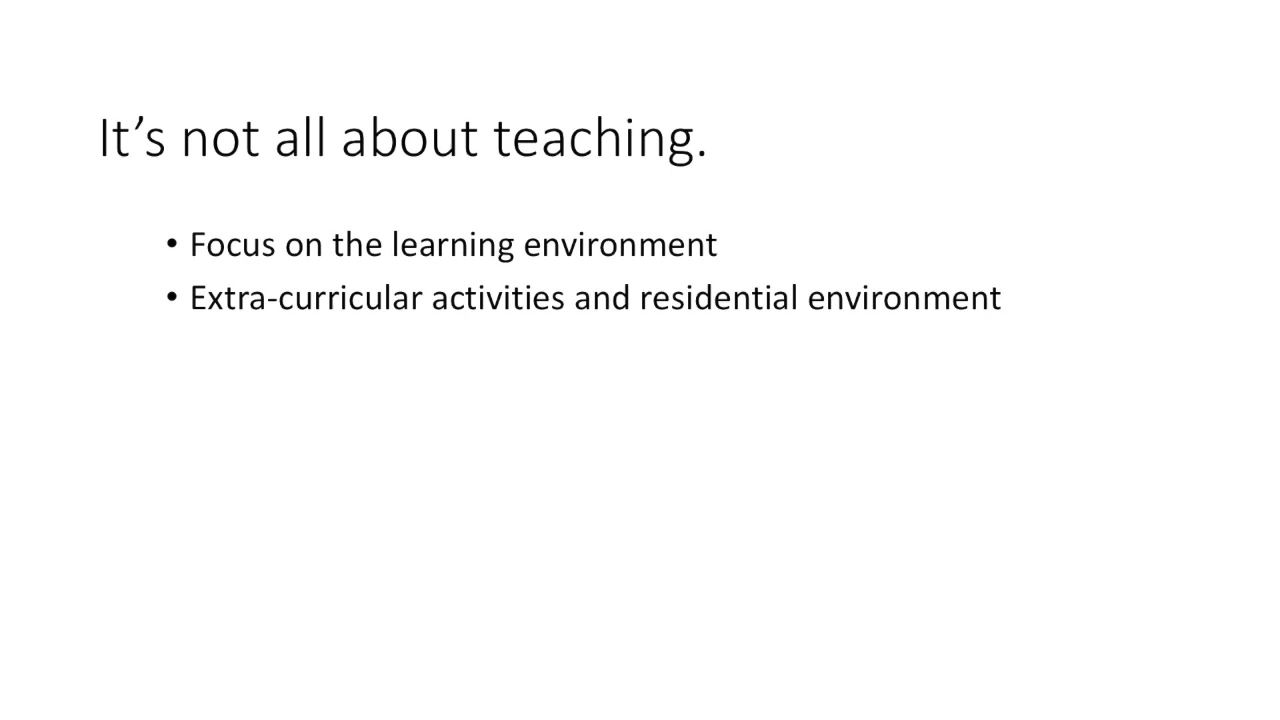 It’s not all about teaching.
• Focus on the learning environment
• Extra-curricular activities and residential environment